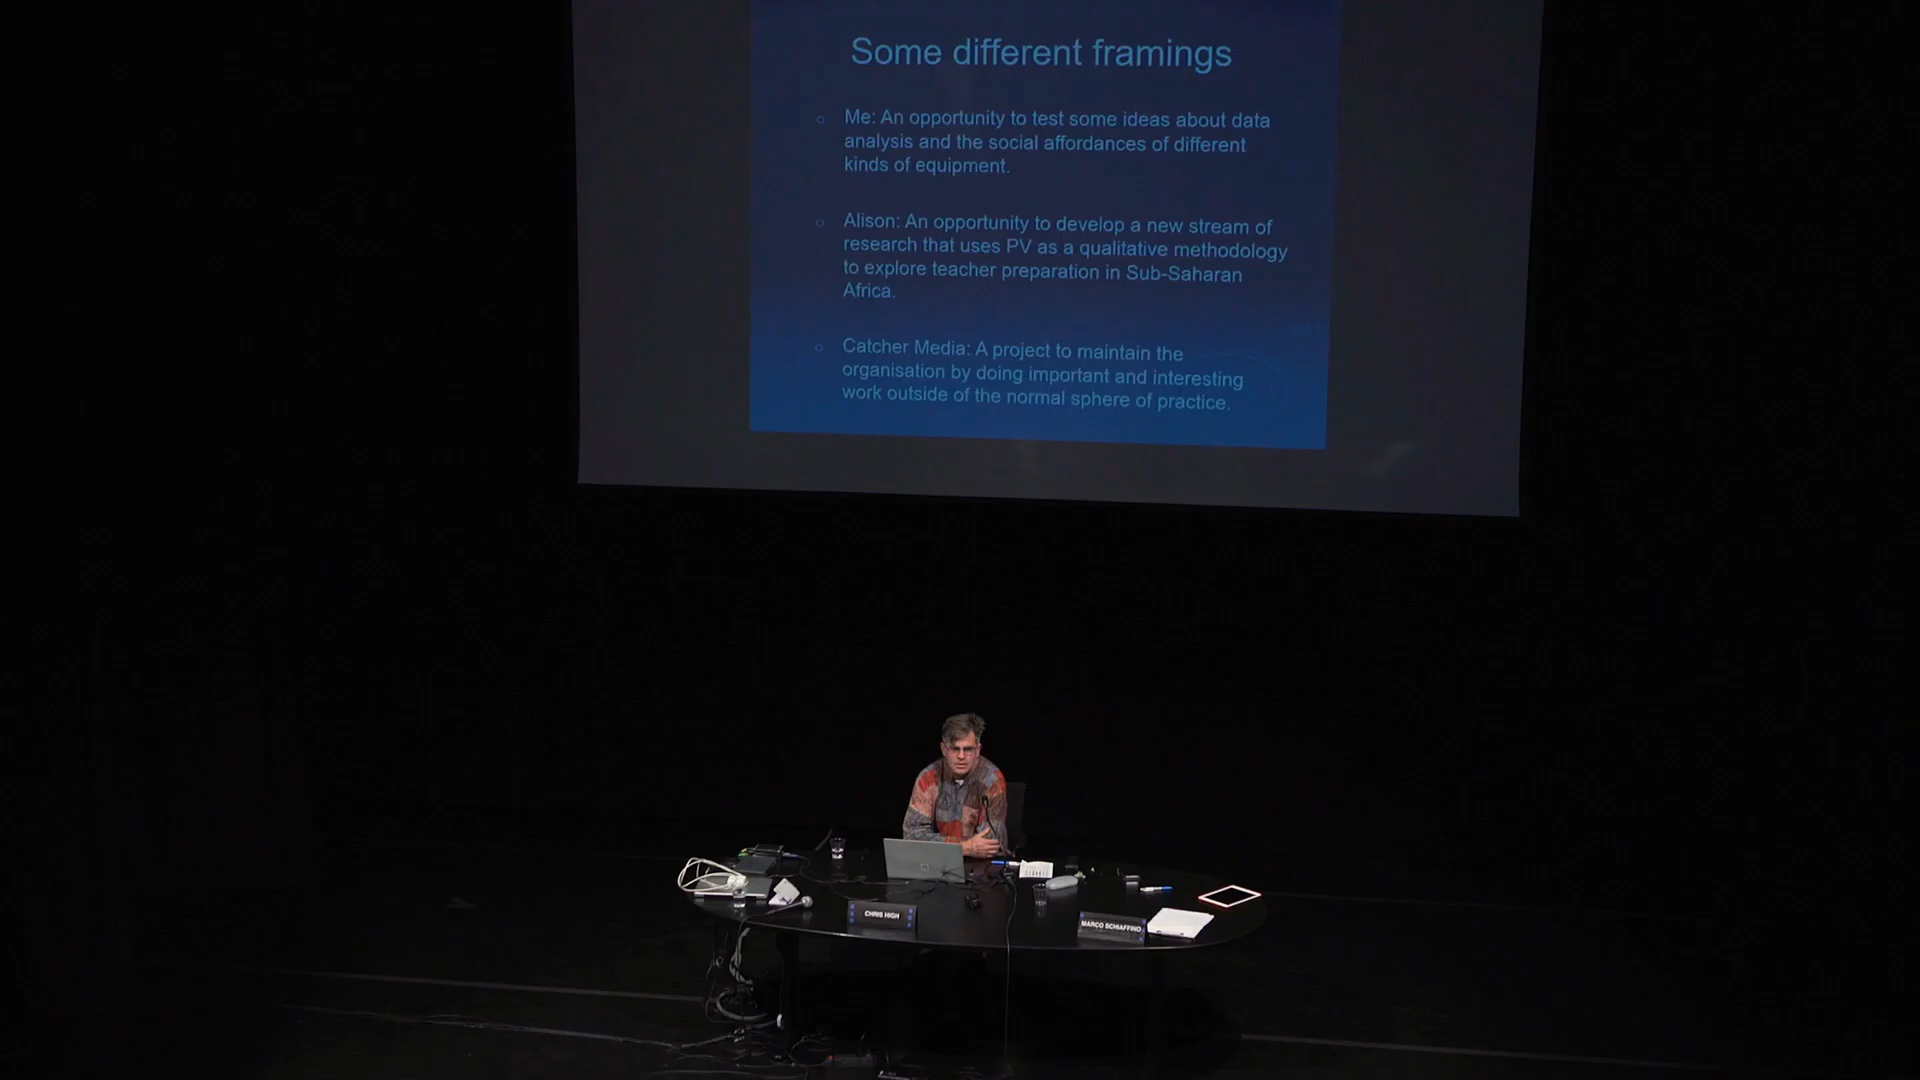 Some different framings
Me: An opportunity to test some ideas about data
analysis and the social affordances of different
kinds of equipment.
Alison: An opportunity to develop a new stream of
research that uses PV as a qualitative methodology
to explore teacher preparation in Sub-Saharan
Africa.
Catcher Media: A project to maintain the
organisation by doing important and interesting
work outside of the normal sphere of practice.
CHRIS HIGH
MARCO SCHIAFFINO